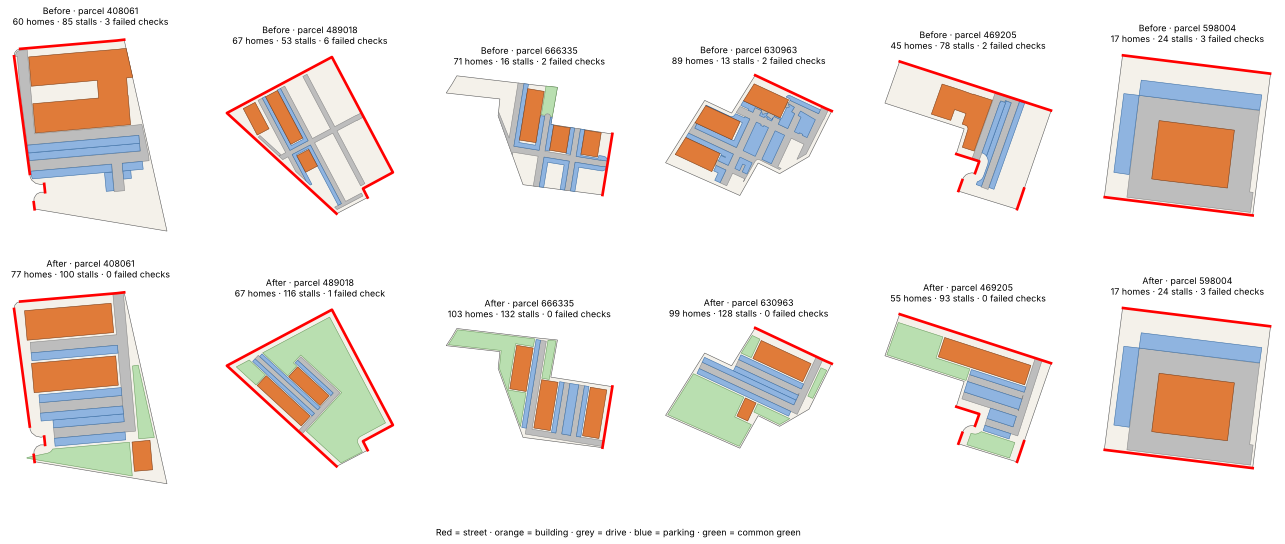 Before · parcel 408061
60 homes · 85 stalls · 3 failed checks
Before · parcel 489018
67 homes · 53 stalls · 6 failed checks
Before · parcel 666335
71 homes · 16 stalls · 2 failed checks
Before · parcel 630963
89 homes · 13 stalls · 2 failed checks
Before · parcel 469205
45 homes · 78 stalls · 2 failed checks
Before · parcel 598004
17 homes · 24 stalls · 3 failed checks
After · parcel 408061
77 homes · 100 stalls · 0 failed checks
After · parcel 489018
67 homes · 116 stalls · 1 failed check
After · parcel 666335
103 homes · 132 stalls · 0 failed checks
After · parcel 630963
99 homes · 128 stalls · 0 failed checks
After · parcel 469205
55 homes · 93 stalls · 0 failed checks
After · parcel 598004
17 homes · 24 stalls · 3 failed checks
Red = street · orange = building · grey = drive · blue = parking · green = common green